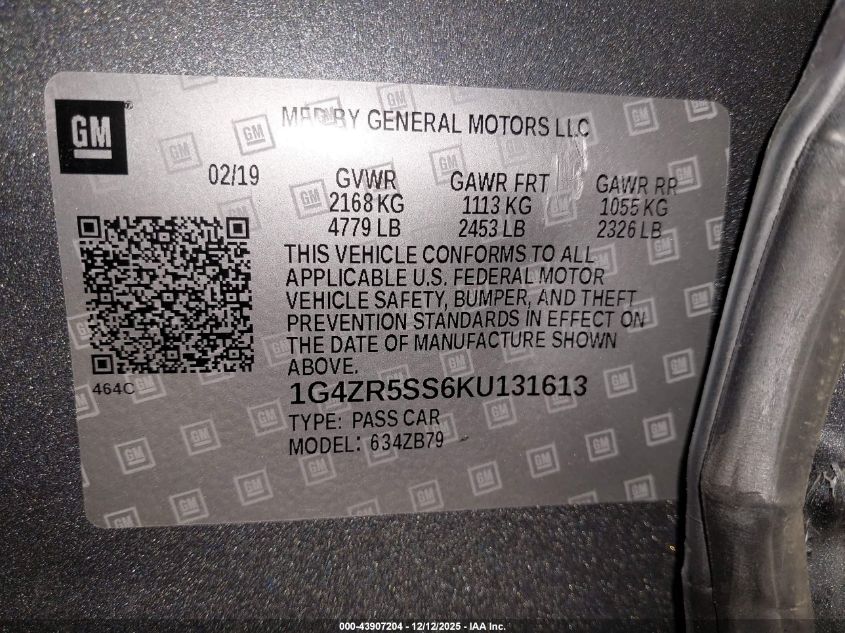 GM
MFD BY GENERAL MOTORS LLC
02/19
GVWR GAWR FRT GAWR RR
2168 KG 1113 KG 1055 KG
4779 LB 2453 LB 2326 LB
THIS VEHICLE CONFORMS TO ALL
APPLICABLE U.S. FEDERAL MOTOR
VEHICLE SAFETY, BUMPER, AND THEFT
PREVENTION STANDARDS IN EFFECT ON
THE DATE OF MANUFACTURE SHOWN
ABOVE.
464C
1G4ZR5SS6KU131613
TYPE: PASS CAR
MODEL: 634ZB79
000-43907204 - 12/12/2025 - IAA Inc.